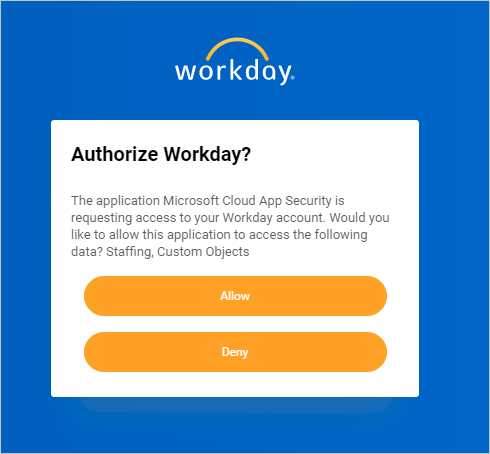 workday.
Authorize Workday?
The application Microsoft Cloud App Security is
requesting access to your Workday account. Would you
like to allow this application to access the following
data? Staffing, Custom Objects
Allow
Deny